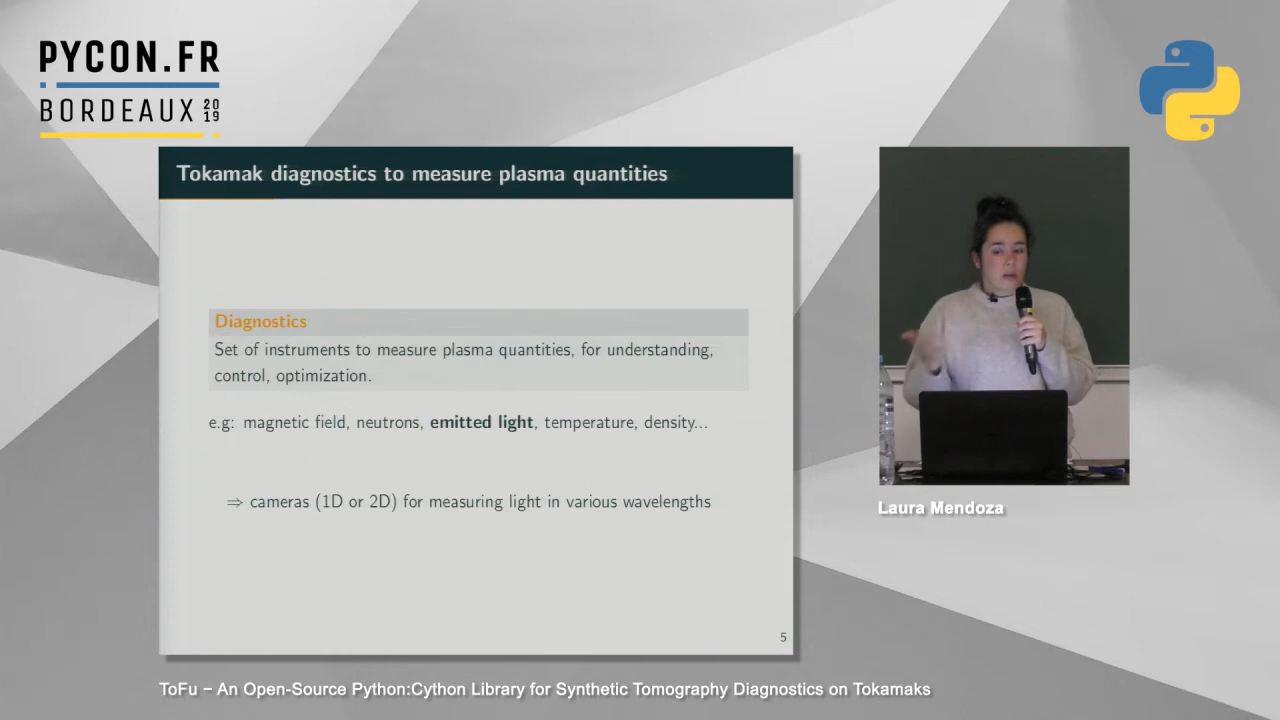 PYCON.FR
BORDEAUX 2019
Tokamak diagnostics to measure plasma quantities
Diagnostics
Set of instruments to measure plasma quantities, for understanding,
control, optimization.
e.g: magnetic field, neutrons, emitted light, temperature, density...
⇒ cameras (1D or 2D) for measuring light in various wavelengths
5
Laura Mendoza
ToFu – An Open-Source Python:Cython Library for Synthetic Tomography Diagnostics on Tokamaks